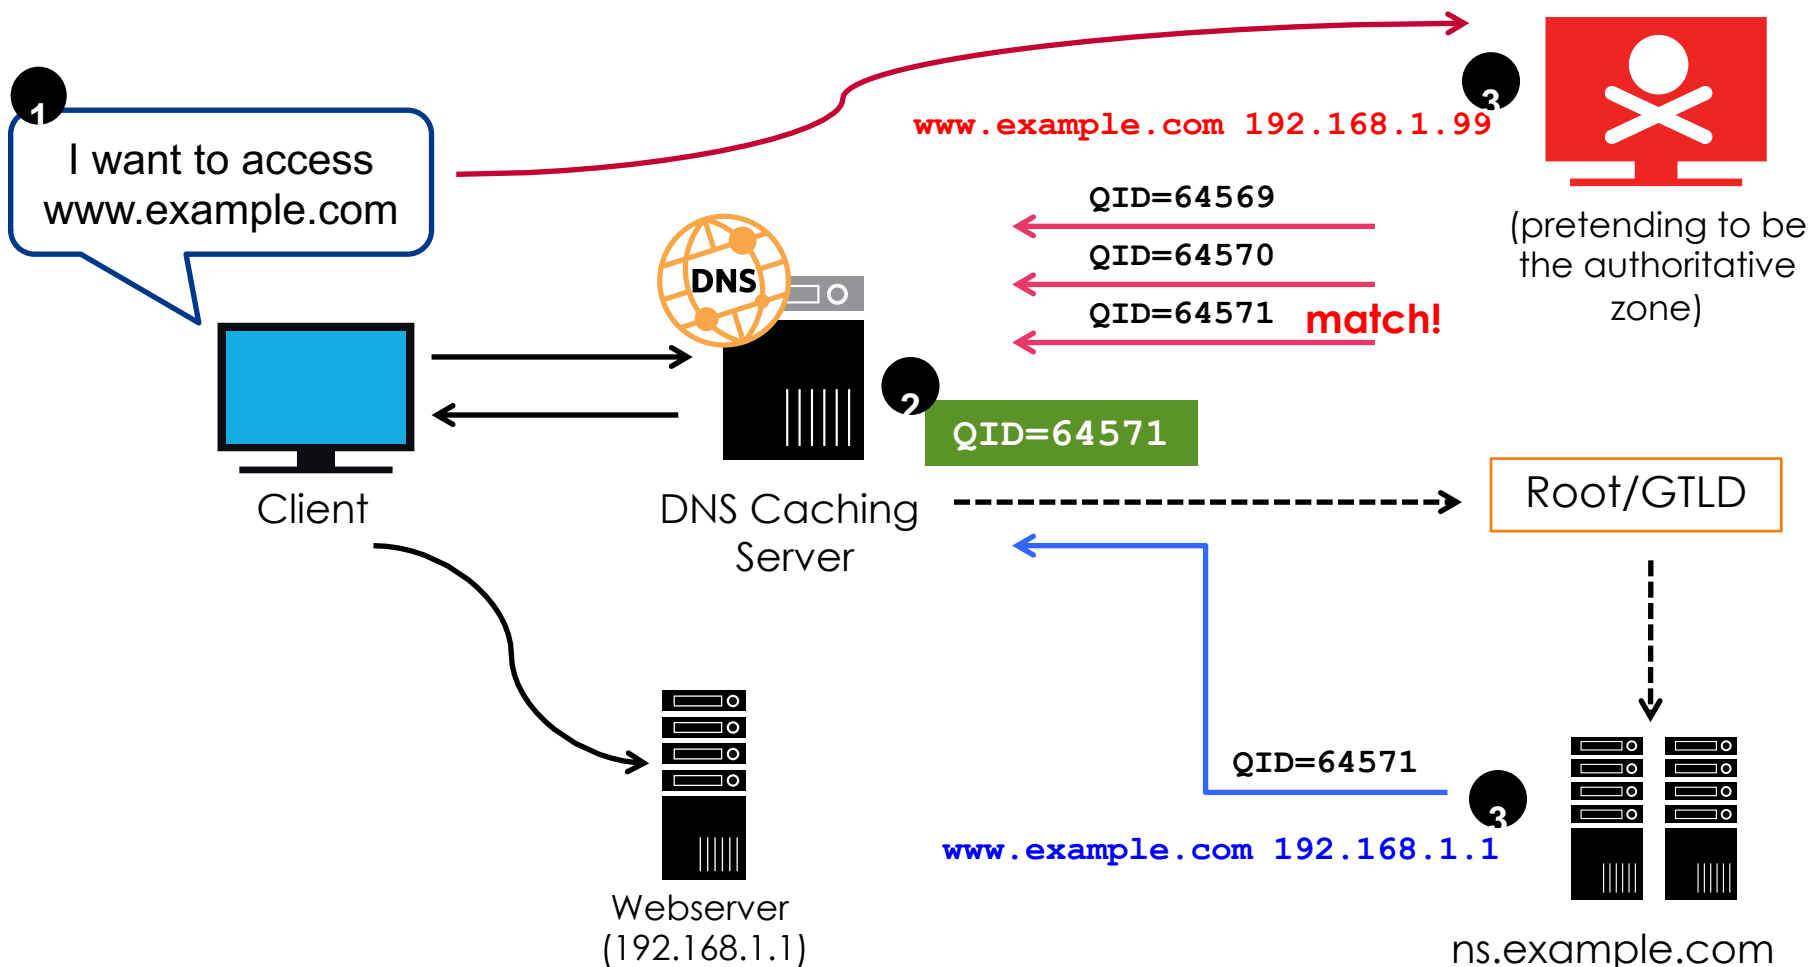 1
I want to access
www.example.com
3
www.example.com 192.168.1.99
QID=64569
QID=64570
QID=64571 match!
(pretending to be
the authoritative
zone)
DNS
2
QID=64571
Client
DNS Caching
Server
Root/GTLD
QID=64571
3
www.example.com 192.168.1.1
Webserver
(192.168.1.1)
ns.example.com